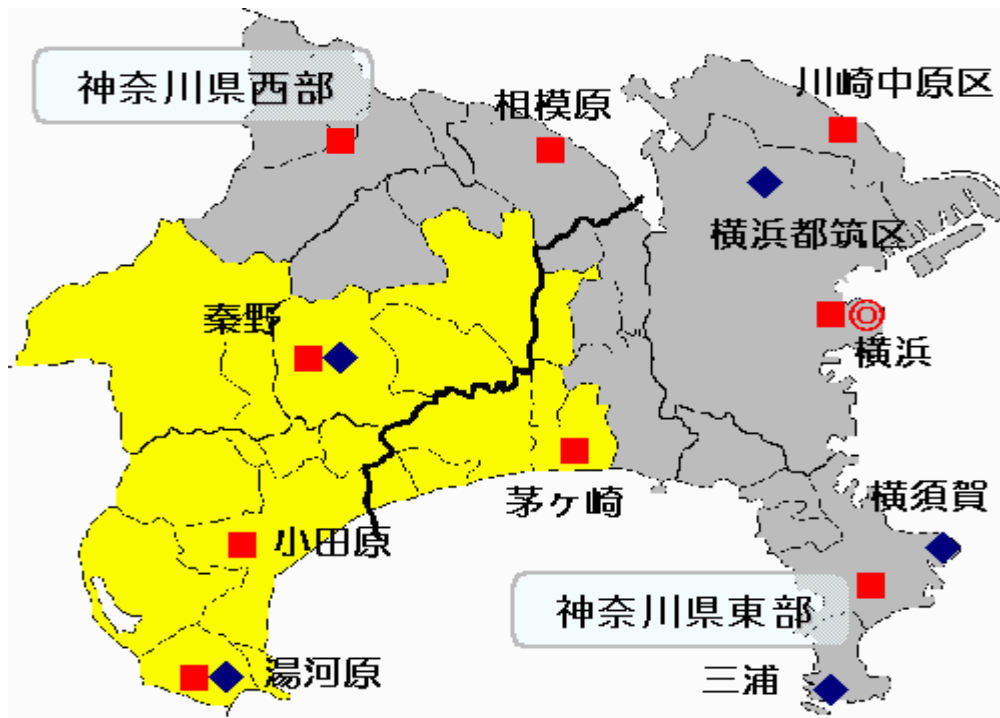 神奈川県西部
川崎中原区
相模原
横浜都筑区
秦野
横浜
横須賀
茅ヶ崎
小田原
神奈川県東部
湯河原
三浦